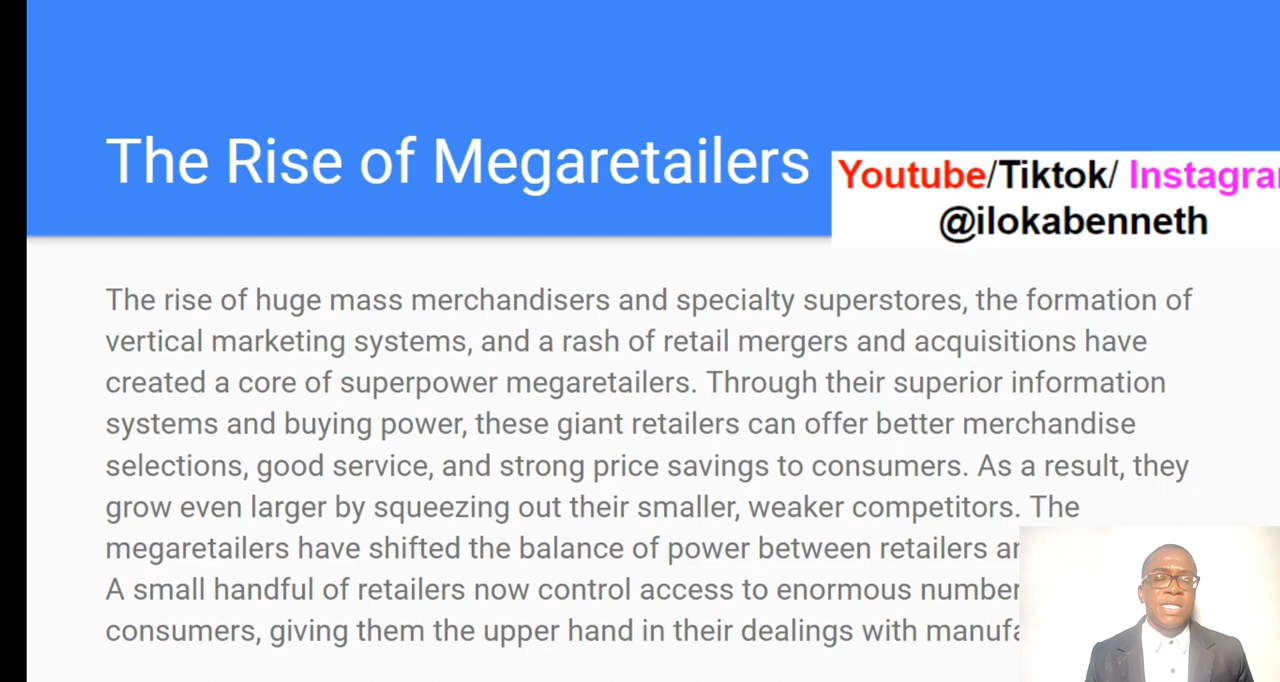 The Rise of Megaretailers
Youtube/Tiktok/ Instagra
@ilokabenneth
The rise of huge mass merchandisers and specialty superstores, the formation of
vertical marketing systems, and a rash of retail mergers and acquisitions have
created a core of superpower megaretailers. Through their superior information
systems and buying power, these giant retailers can offer better merchandise
selections, good service, and strong price savings to consumers. As a result, they
grow even larger by squeezing out their smaller, weaker competitors. The
megaretailers have shifted the balance of power between retailers
A small handful of retailers now control access to enormous number
consumers, giving them the upper hand in their dealings with